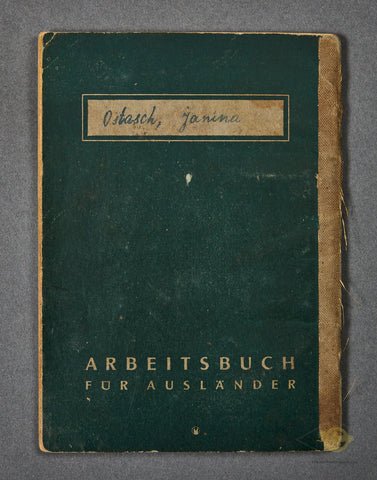 Ostasch, Janina
ARBEITSBUCH
FÜR AUSLÄNDER